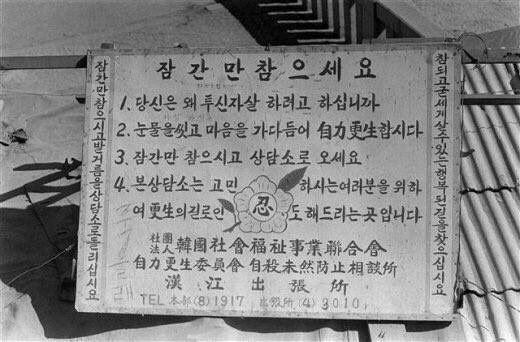 잠간만참으세요
1. 당신은 왜 투신자살 하려고 하십니까
2. 눈물을씻고 마음을 가다듬어 自力更生합시다
3. 잠간만 참으시고 상담소로 오세요
4. 본상담소는 고민 하시는여러분을 위하
여 更生의길로인 忍 도해드리는곳입니다
社團法人 韓國社會福祉事業聯合會
自力更生委員會 自殺未然防止相談所
漢江出張所
TEL 本部(8)1917 出張所(4)3010
잠간만참으시고발거름을상담소로돌리십시요
참되고굳세게살수있는행복된길을찾으십시요